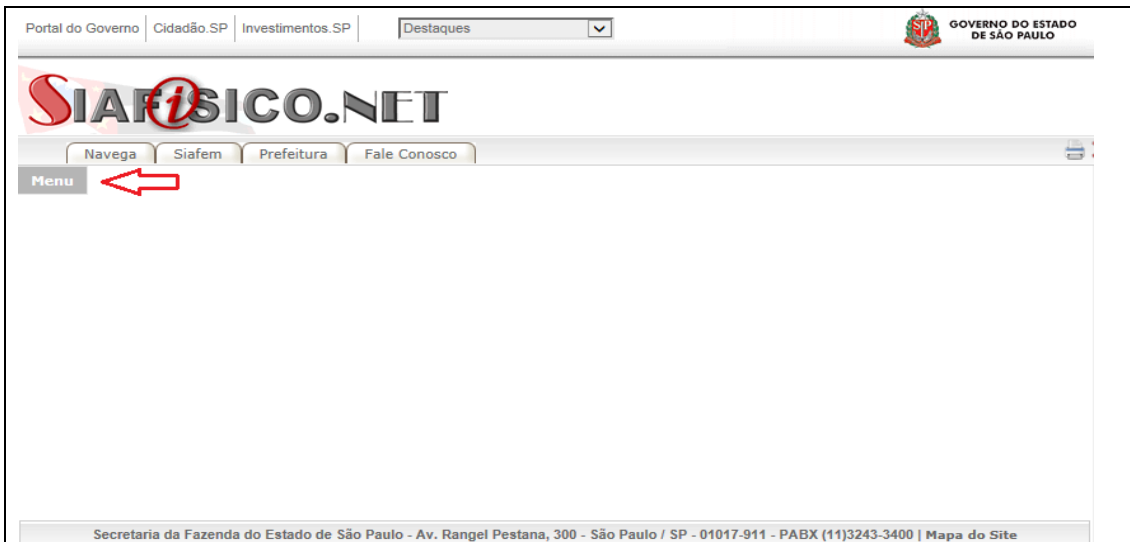 Portal do Governo Cidadão.SP Investimentos.SP Destaques
GOVERNO DO ESTADO
DE SÃO PAULO
SIAFiSICO.NET
Navega Siafem Prefeitura Fale Conosco
Menu
Secretaria da Fazenda do Estado de São Paulo - Av. Rangel Pestana, 300 - São Paulo / SP - 01017-911 - PABX (11)3243-3400 | Mapa do Site